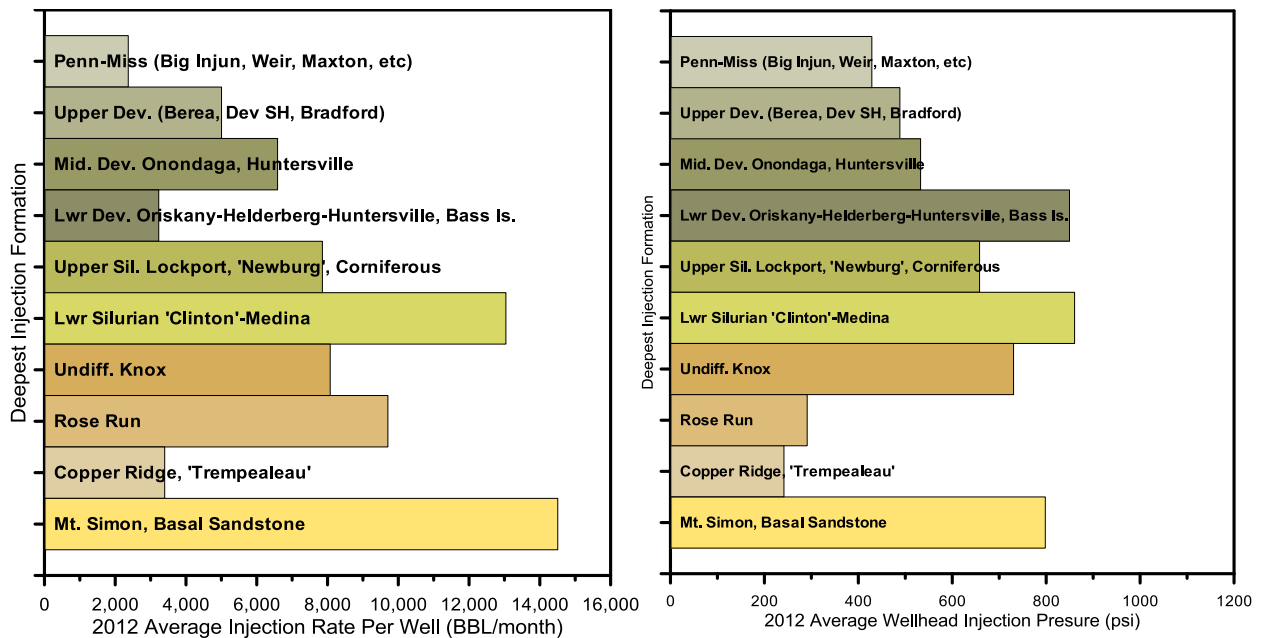 Deepest Injection Formation
Penn-Miss (Big Injun, Weir, Maxton, etc)
Upper Dev. (Berea, Dev SH, Bradford)
Mid. Dev. Onondaga, Huntersville
Lwr Dev. Oriskany-Helderberg-Huntersville, Bass Is.
Upper Sil. Lockport, 'Newburg', Corniferous
Lwr Silurian 'Clinton'-Medina
Undiff. Knox
Rose Run
Copper Ridge, 'Trempealeau'
Mt. Simon, Basal Sandstone
0 2,000 4,000 6,000 8,000 10,000 12,000 14,000 16,000
2012 Average Injection Rate Per Well (BBL/month)
Deepest Injection Formation
Penn-Miss (Big Injun, Weir, Maxton, etc)
Upper Dev. (Berea, Dev SH, Bradford)
Mid. Dev. Onondaga, Huntersville
Lwr Dev. Oriskany-Helderberg-Huntersville, Bass Is.
Upper Sil. Lockport, 'Newburg', Corniferous
Lwr Silurian 'Clinton'-Medina
Undiff. Knox
Rose Run
Copper Ridge, 'Trempealeau'
Mt. Simon, Basal Sandstone
0 200 400 600 800 1000 1200
2012 Average Wellhead Injection Presure (psi)